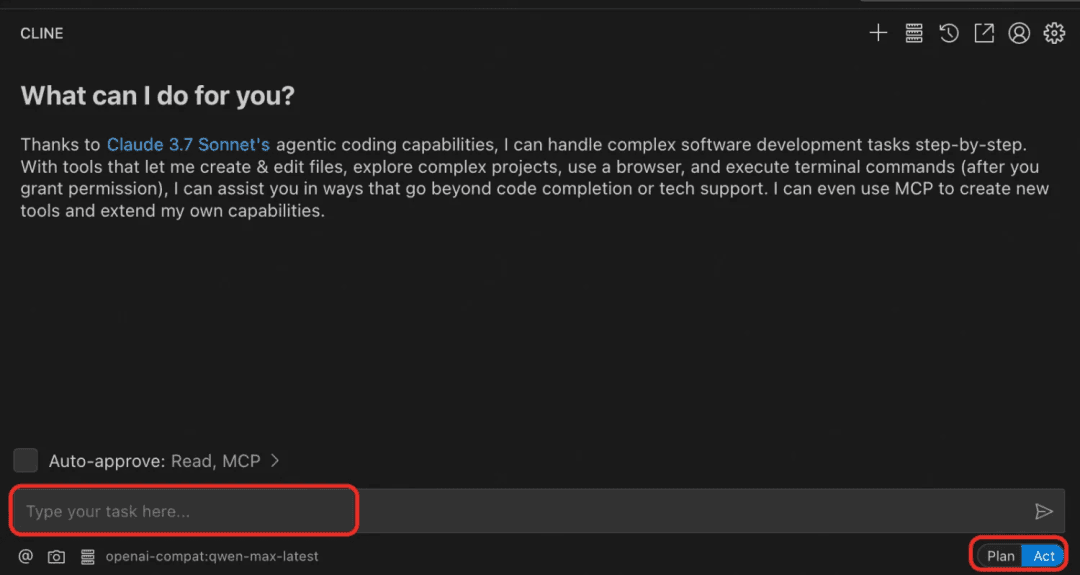 CLINE
What can I do for you?
Thanks to Claude 3.7 Sonnet's agentic coding capabilities, I can handle complex software development tasks step-by-step.
With tools that let me create & edit files, explore complex projects, use a browser, and execute terminal commands (after you
grant permission), I can assist you in ways that go beyond code completion or tech support. I can even use MCP to create new
tools and extend my own capabilities.
Auto-approve: Read, MCP
Type your task here...
@ openai-compat:qwen-max-latest Plan Act